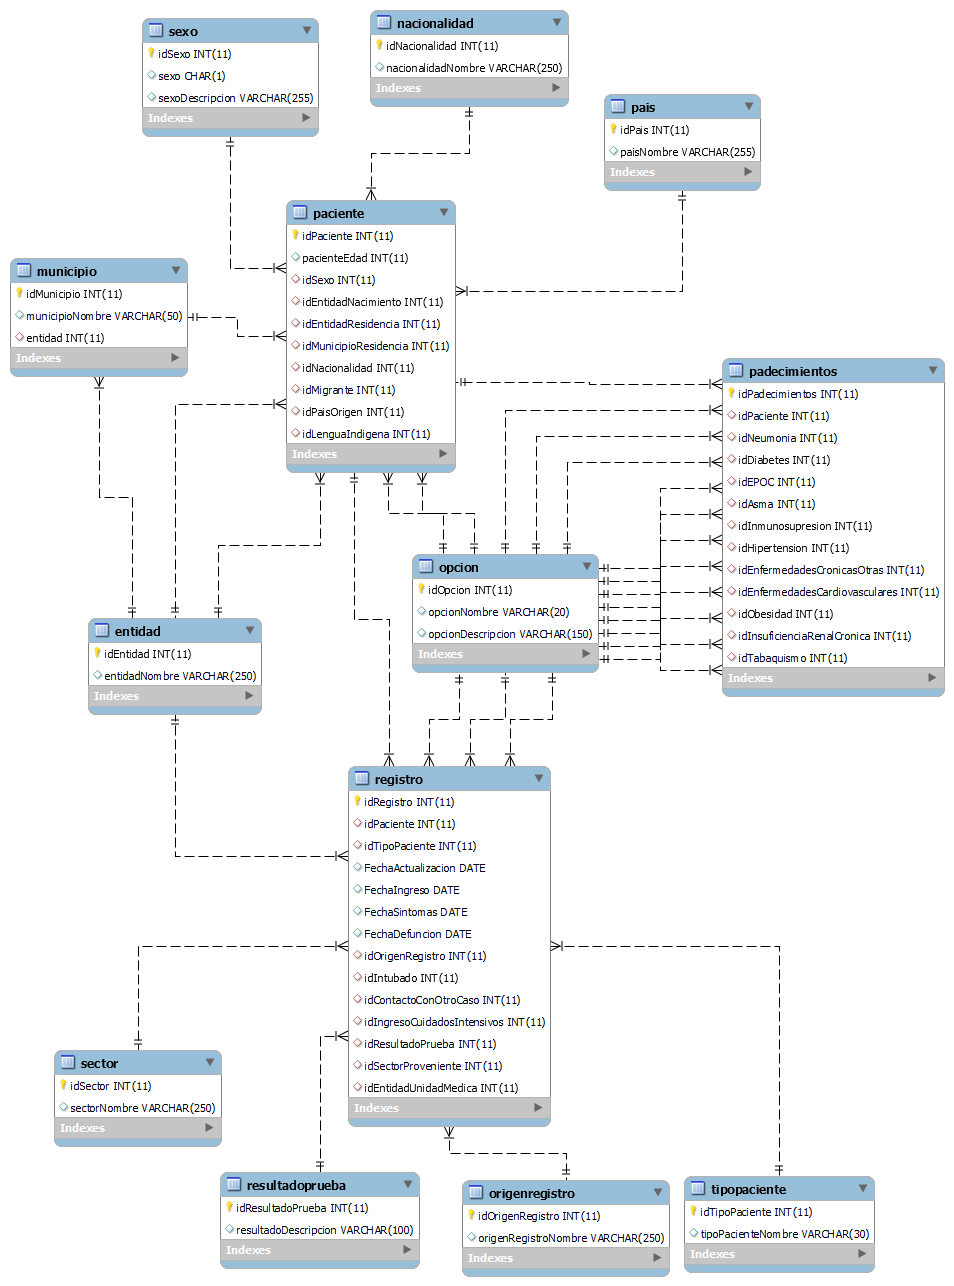 sexo
idSexo INT(11)
sexo CHAR(1)
sexoDescripcion VARCHAR(255)
Indexes
nacionalidad
idNacionalidad INT(11)
nacionalidadNombre VARCHAR(250)
Indexes
pais
idPais INT(11)
paisNombre VARCHAR(255)
Indexes
paciente
idPaciente INT(11)
pacienteEdad INT(11)
idSexo INT(11)
idEntidadNacimiento INT(11)
idEntidadResidencia INT(11)
idMunicipioResidencia INT(11)
idNacionalidad INT(11)
idMigrante INT(11)
idPaisOrigen INT(11)
idLenguaIndigena INT(11)
Indexes
municipio
idMunicipio INT(11)
municipioNombre VARCHAR(50)
entidad INT(11)
Indexes
padecimientos
idPadecimientos INT(11)
idPaciente INT(11)
idNeumonia INT(11)
idDiabetes INT(11)
idEPOC INT(11)
idAsma INT(11)
idInmunosupresion INT(11)
idHipertension INT(11)
idEnfermedadesCronicasOtras INT(11)
idEnfermedadesCardiovasculares INT(11)
idObesidad INT(11)
idInsuficienciaRenalCronica INT(11)
idTabaquismo INT(11)
Indexes
opcion
idOpcion INT(11)
opcionNombre VARCHAR(20)
opcionDescripcion VARCHAR(150)
Indexes
entidad
idEntidad INT(11)
entidadNombre VARCHAR(250)
Indexes
registro
idRegistro INT(11)
idPaciente INT(11)
idTipoPaciente INT(11)
FechaActualizacion DATE
FechaIngreso DATE
FechaSintomas DATE
FechaDefuncion DATE
idOrigenRegistro INT(11)
idIntubado INT(11)
idContactoConOtroCaso INT(11)
idIngresoCuidadosIntensivos INT(11)
idResultadoPrueba INT(11)
idSectorProveniente INT(11)
idEntidadUnidadMedica INT(11)
Indexes
sector
idSector INT(11)
sectorNombre VARCHAR(250)
Indexes
resultadoprueba
idResultadoPrueba INT(11)
resultadoDescripcion VARCHAR(100)
Indexes
origenregistro
idOrigenRegistro INT(11)
origenRegistroNombre VARCHAR(250)
Indexes
tipopaciente
idTipoPaciente INT(11)
tipoPacienteNombre VARCHAR(30)
Indexes